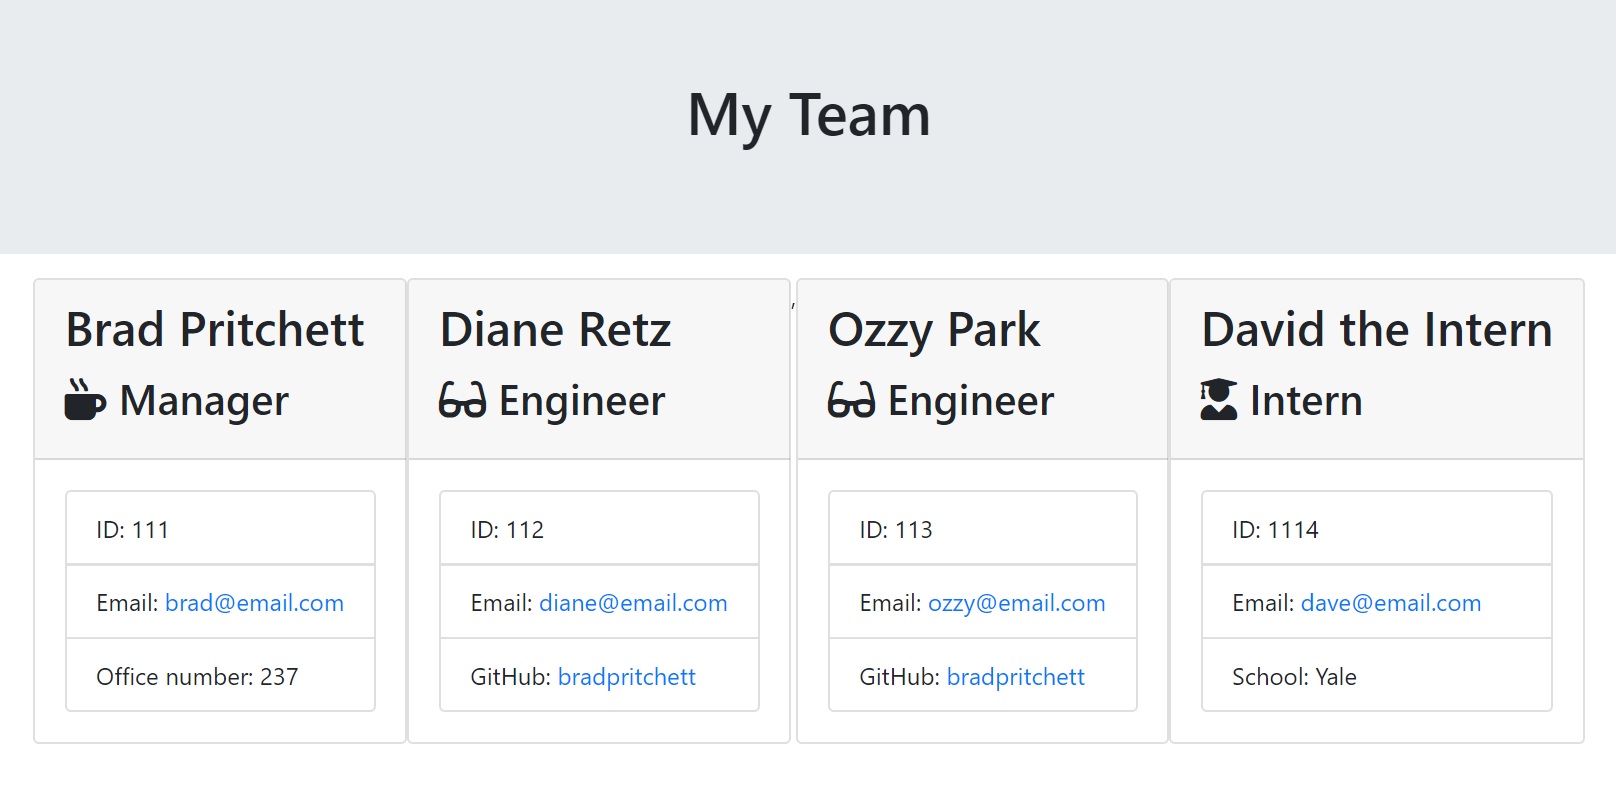 My Team
Brad Pritchett
Manager
ID: 111
Email: brad@email.com
Office number: 237
Diane Retz
Engineer
ID: 112
Email: diane@email.com
GitHub: bradpritchett
,
Ozzy Park
Engineer
ID: 113
Email: ozzy@email.com
GitHub: bradpritchett
David the Intern
Intern
ID: 1114
Email: dave@email.com
School: Yale